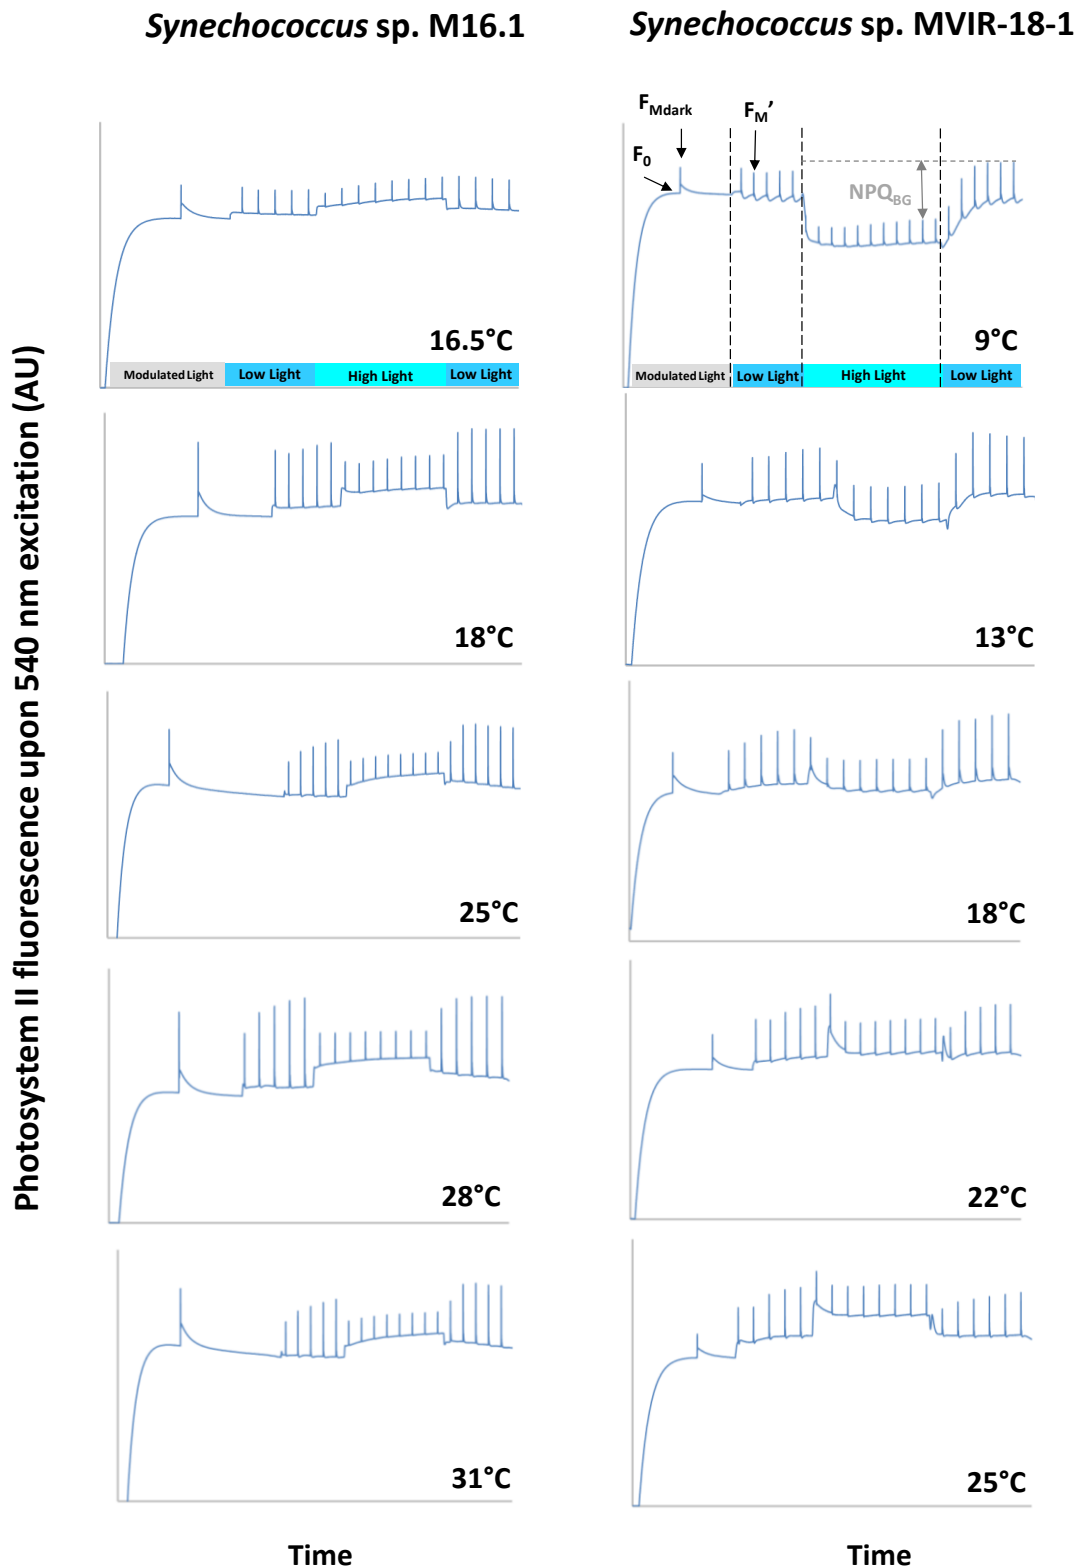 Synechococcus sp. M16.1
Synechococcus sp. MVIR-18-1
Photosystem II fluorescence upon 540 nm excitation (AU)
16.5°C
Modulated Light
Low Light
High Light
Low Light
F0
FMdark
FM’
NPQBG
9°C
Modulated Light
Low Light
High Light
Low Light
18°C
13°C
25°C
18°C
28°C
22°C
31°C
25°C
Time
Time